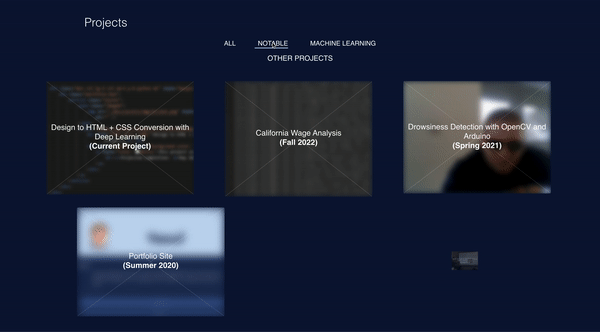 Projects
ALL NOTABLE MACHINE LEARNING
OTHER PROJECTS
Design to HTML + CSS Conversion with
Deep Learning
(Current Project)
California Wage Analysis
(Fall 2022)
Drowsiness Detection with OpenCV and
Arduino
(Spring 2021)
Portfolio Site
(Summer 2020)